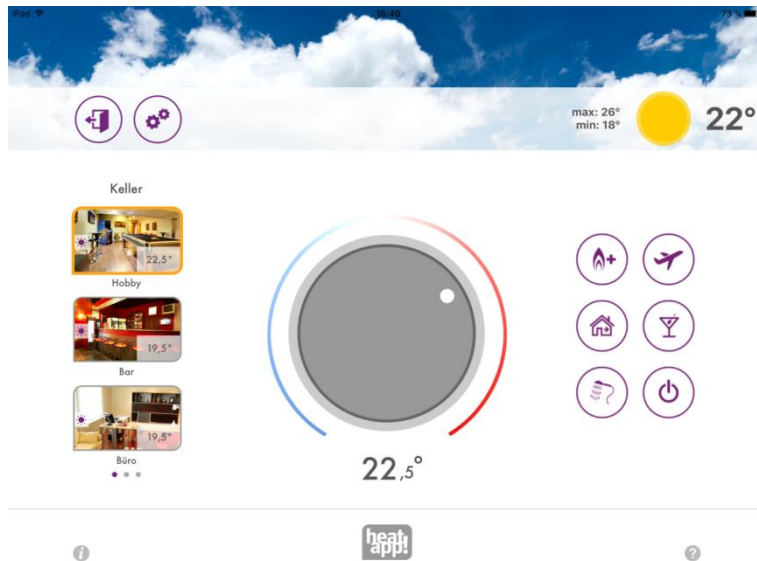 iPad
15:40
73 %
max: 26°
min: 18°
22°
Keller
22,5°
Hobby
19,5°
Bar
19,5°
Büro
22,5°
heat
app!
i
?